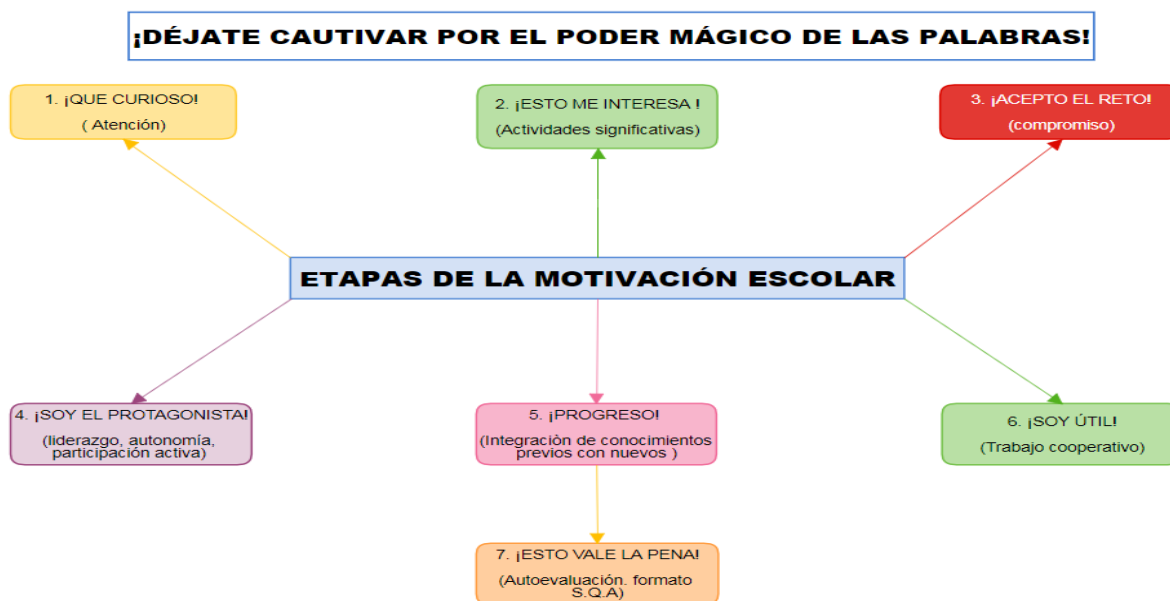 ¡DÉJATE CAUTIVAR POR EL PODER MÁGICO DE LAS PALABRAS!
1. ¡QUE CURIOSO!
( Atención)
2. ¡ESTO ME INTERESA !
(Actividades significativas)
3. ¡ACEPTO EL RETO!
(compromiso)
ETAPAS DE LA MOTIVACIÓN ESCOLAR
4. ¡SOY EL PROTAGONISTA!
(liderazgo, autonomía,
participación activa)
5. ¡PROGRESO!
(Integraciòn de conocimientos
previos con nuevos )
6. ¡SOY ÚTIL!
(Trabajo cooperativo)
7. ¡ESTO VALE LA PENA!
(Autoevaluación. formato
S.Q.A)